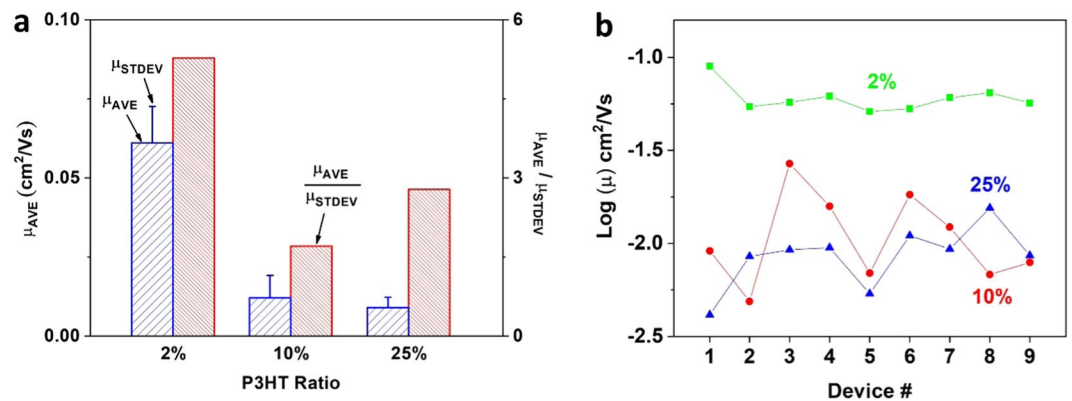 a
0.10
0.05
0.00
μAVE (cm²/Vs)
μSTDEV
μAVE
μAVE
μSTDEV
6
3
0
μAVE / μSTDEV
2% 10% 25%
P3HT Ratio
b
-1.0
-1.5
-2.0
-2.5
Log (μ) cm²/Vs
2%
25%
10%
1 2 3 4 5 6 7 8 9
Device #